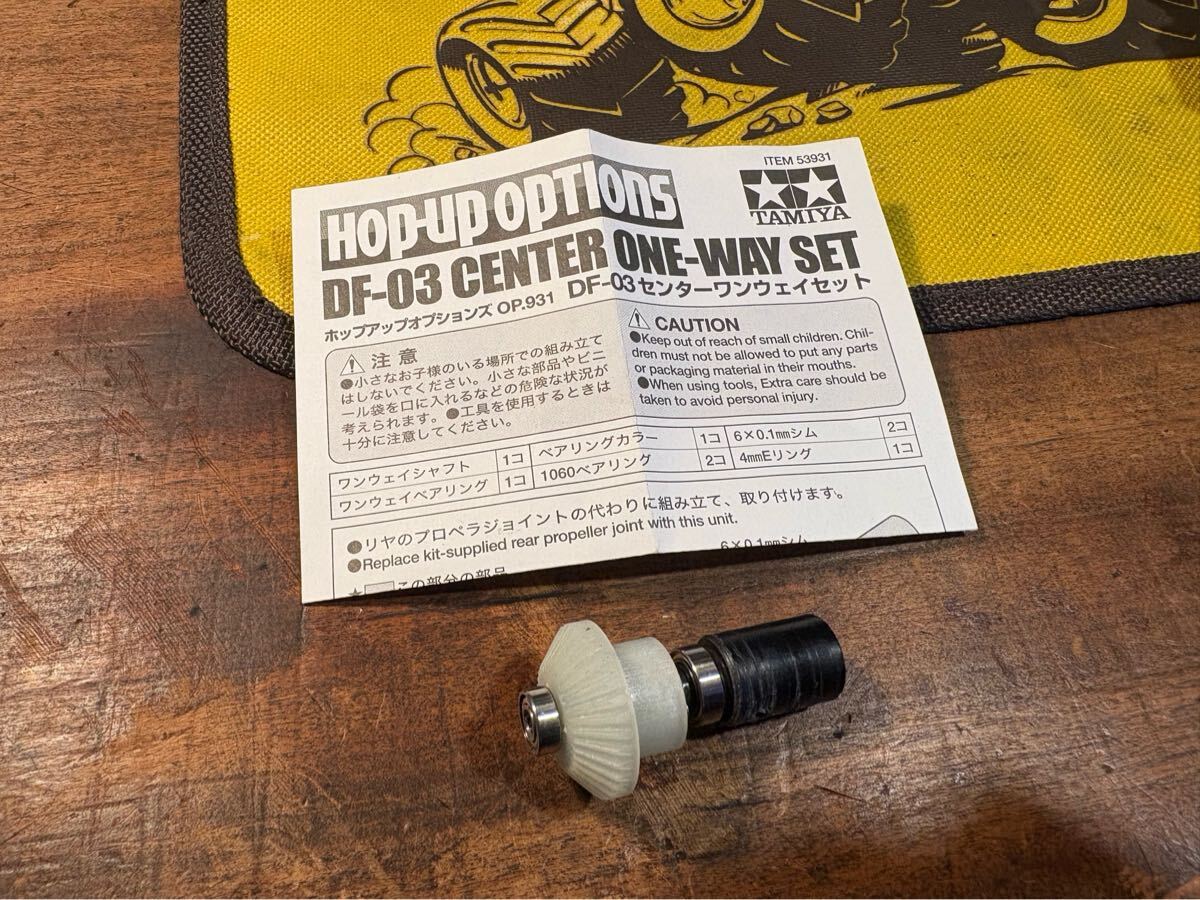 ITEM 53931
HOP-UP OPTIONS
TAMIYA
DF-03 CENTER ONE-WAY SET
ホップアップオプションズ OP.931 DF-03センターワンウェイセット
注意
●小さなお子様のいる場所での組み立て
はしないでください。小さな部品やビニ
ール袋を口に入れるなどの危険な状況が
考えられます。●工具を使用するときは
十分に注意してください。
CAUTION
●Keep out of reach of small children. Chil-
dren must not be allowed to put any parts
or packaging material in their mouths.
●When using tools, Extra care should be
taken to avoid personal injury.
ワンウェイシャフト 1コ ベアリングカラー 1コ 6×0.1mmシム 2コ
ワンウェイベアリング 1コ 1060ベアリング 2コ 4mmEリング 1コ
●リヤのプロペラジョイントの代わりに組み立て、取り付けます。
●Replace kit-supplied rear propeller joint with this unit.
6×0.1mmシム
★ この部分の部品